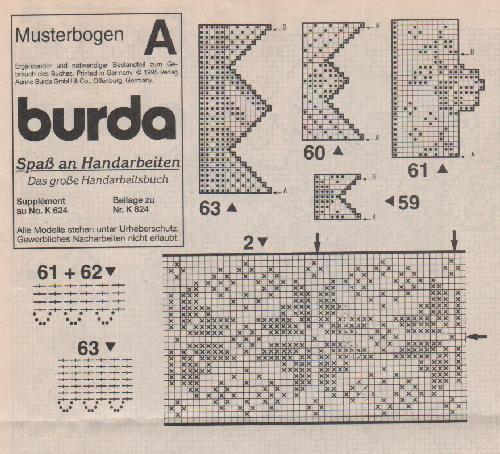 Musterbogen A
Ergänzender und notwendiger Bestandteil zum Ge-
brauch des Buches. Printed in Germany. © 1995 Verlag
Aenne Burda GmbH & Co., Offenburg, Germany.
burda
Spaß an Handarbeiten
Das große Handarbeitsbuch
Supplément Beilage zu
au No. K 624 Nr. K 624
Alle Modelle stehen unter Urheberschutz.
Gewerbliches Nacharbeiten nicht erlaubt.
B
A
63 ▲
B
A
60 ▲
B
A
61 ▲
B
A
◀ 59
61 + 62 ▼
63 ▼
2 ▼